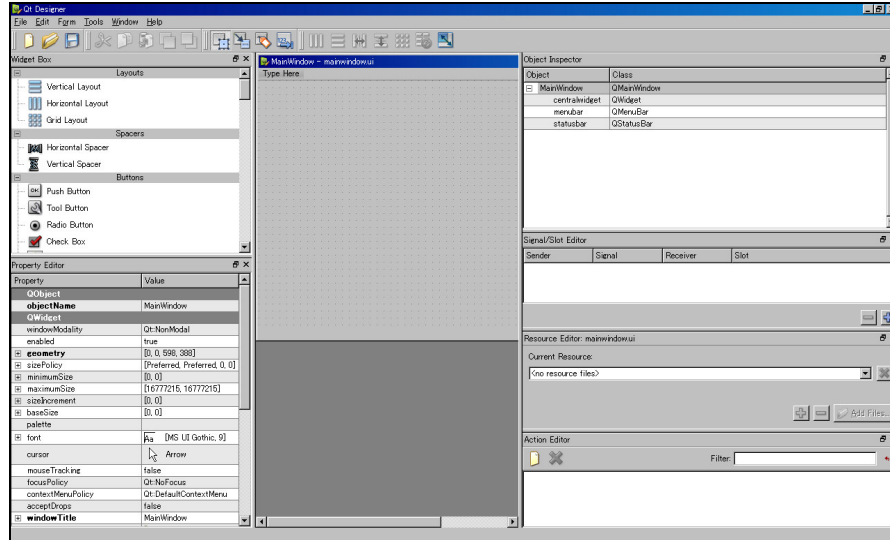 Qt Designer
File Edit Form Tools Window Help
Widget Box
Layouts
Vertical Layout
Horizontal Layout
Grid Layout
Spacers
Horizontal Spacer
Vertical Spacer
Buttons
OK Push Button
Tool Button
Radio Button
Check Box
Property Editor
Property Value
QObject
objectName MainWindow
QWidget
windowModality Qt::NonModal
enabled true
geometry [0, 0, 598, 388]
sizePolicy [Preferred, Preferred, 0, 0]
minimumSize [0, 0]
maximumSize [16777215, 16777215]
sizeIncrement [0, 0]
baseSize [0, 0]
palette
font Aa [MS UI Gothic, 9]
cursor Arrow
mouseTracking false
focusPolicy Qt::NoFocus
contextMenuPolicy Qt::DefaultContextMenu
acceptDrops false
windowTitle MainWindow
MainWindow - mainwindow.ui
Type Here
Object Inspector
Object Class
MainWindow QMainWindow
centralwidget QWidget
menubar QMenuBar
statusbar QStatusBar
Signal/Slot Editor
Sender Signal Receiver Slot
Resource Editor: mainwindow.ui
Current Resource:
<no resource files>
Add Files...
Action Editor
Filter: